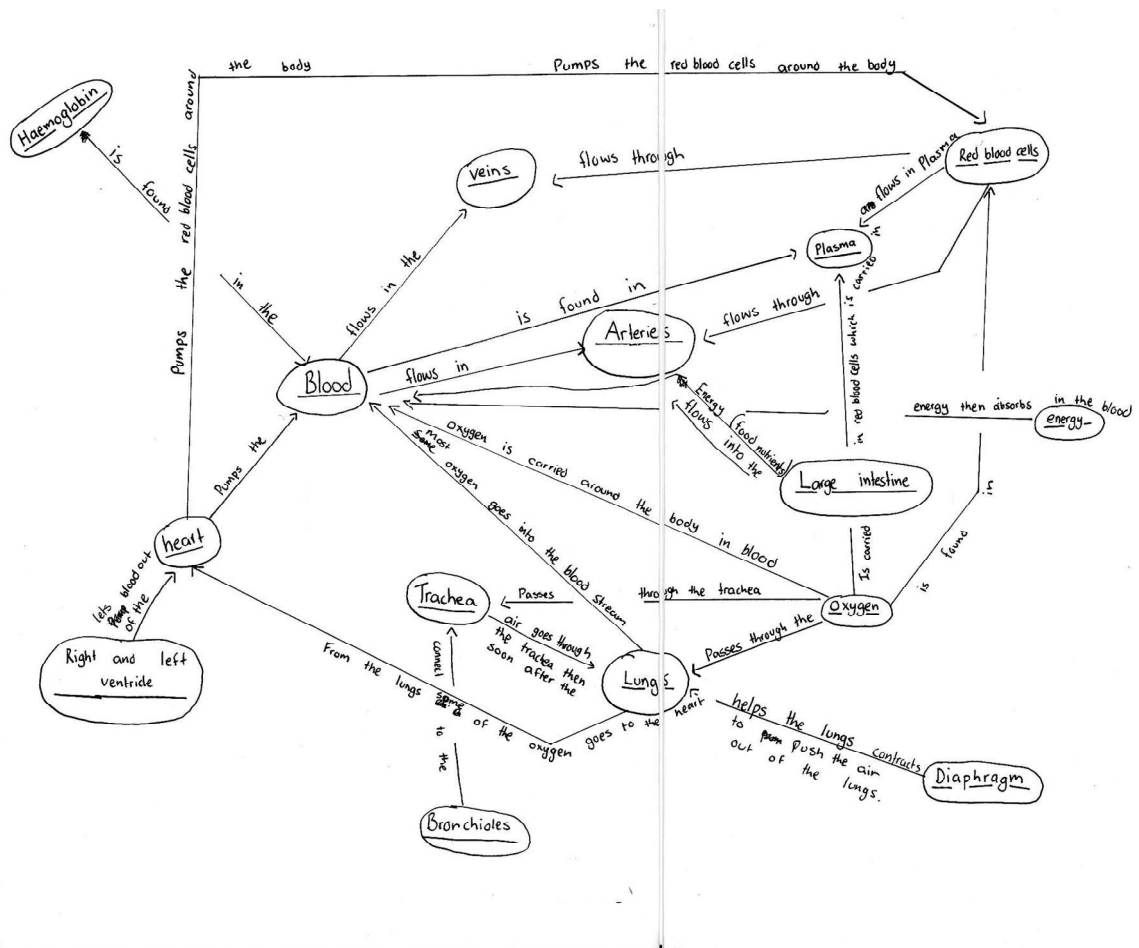 the body
Pumps the red blood cells around the body
Haemoglobin
is found
in the
Pumps the red blood cells around
veins
flows through
Red blood cells
are flows in Plasma
Plasma
flows in the
is found in
Arteries
flows through
in red blood cells which is carried in
Blood
flows in
Energy (food nutrients)
flows into the
energy then absorbs in the blood
energy
Large intestine
Pumps the
most oxygen is carried around the body in blood
some oxygen goes into the blood stream
is found
Is carried
heart
lets blood out
of the
Right and left
ventricle
Trachea
Passes through the trachea
Oxygen
air goes through
the trachea then
soon after the
Passes through the
Lungs
From the lungs some of the oxygen goes to the heart
connect to the
Bronchioles
helps the lungs contracts
to Push the air
out of the lungs.
Diaphragm